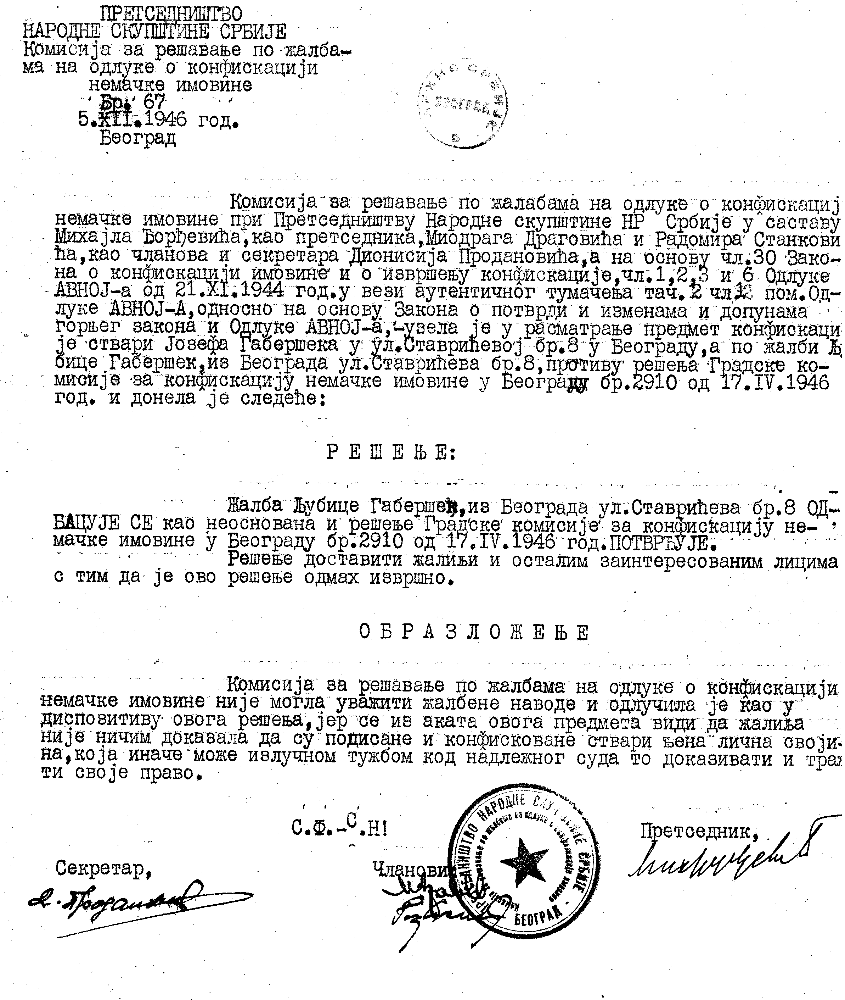 ПРЕТСЕДНИШТВО
НАРОДНЕ СКУПШТИНЕ СРБИЈЕ
Комисија за решавање по жалба-
ма на одлуке о конфискацији
немачке имовине
Бр. 67
5.XII.1946 год.
Београд
АРХИВ СРБИЈЕ
БЕОГРАД
Комисија за решавање по жалабама на одлуке о конфискациј
немачке имовине при Претседништву Народне скупштине НР Србије у саставу
Михајла Ђорђевића,као претседника,Миодрага Драговића и Радомира Станкови
ћа,као чланова и секретара Дионисија Продановића,а на основу чл.30 Зако-
на о конфискацији имовине и о извршењу конфискације,чл.1,2,3 и 6 Одлуке
АВНОЈ-а од 21.XI.1944 год.у вези аутентичног тумачења тач.2 пом.Од-
луке АВНОЈ-А,односно на основу Закона о потврди и изменама и допунама
горњег закона и Одлуке АВНОЈ-а,-узела је у расматрање предмет конфискаци
је ствари Јозефа Габершека у ул.Ставрићевој бр.8 у Београду,а по жалби Љ
бице Габершек,из Београда ул.Ставрићева бр.8,противу решења Градске ко-
мисије за конфискацију немачке имовине у Београду бр.2910 од 17.IV.1946
год. и донела је следеће:
Р Е Ш Е Њ Е:
Жалба Љубице Габершек,из Београда ул.Ставрићева бр.8 ОД-
БАЦУЈЕ СЕ као неоснована и решење Градске комисије за конфискацију не-
мачке имовине у Београду бр.2910 од 17.IV.1946 год.ПОТВРЂУЈЕ.
Решење доставити жалиљи и осталим заинтересованим лицима
с тим да је ово решење одмах извршно.
О Б Р А З Л О Ж Е Њ Е
Комисија за решавање по жалбама на одлуке о конфискацији
немачке имовине није могла уважити жалбене наводе и одлучила је као у
диспозитиву овога решења,јер се из аката овога предмета види да жалиља
није ничим доказала да су подисане и конфисковане ствари њена лична своји-
на,која иначе може излучном тужбом код надлежног суда то доказивати и траж
ти своје право.
С.Ф.-С.Н!
Претседник,
Секретар,
Чланови:
Д. Продановић
ПРЕТСЕДНИШТВО НАРОДНЕ СКУПШТИНЕ СРБИЈЕ
БЕОГРАД